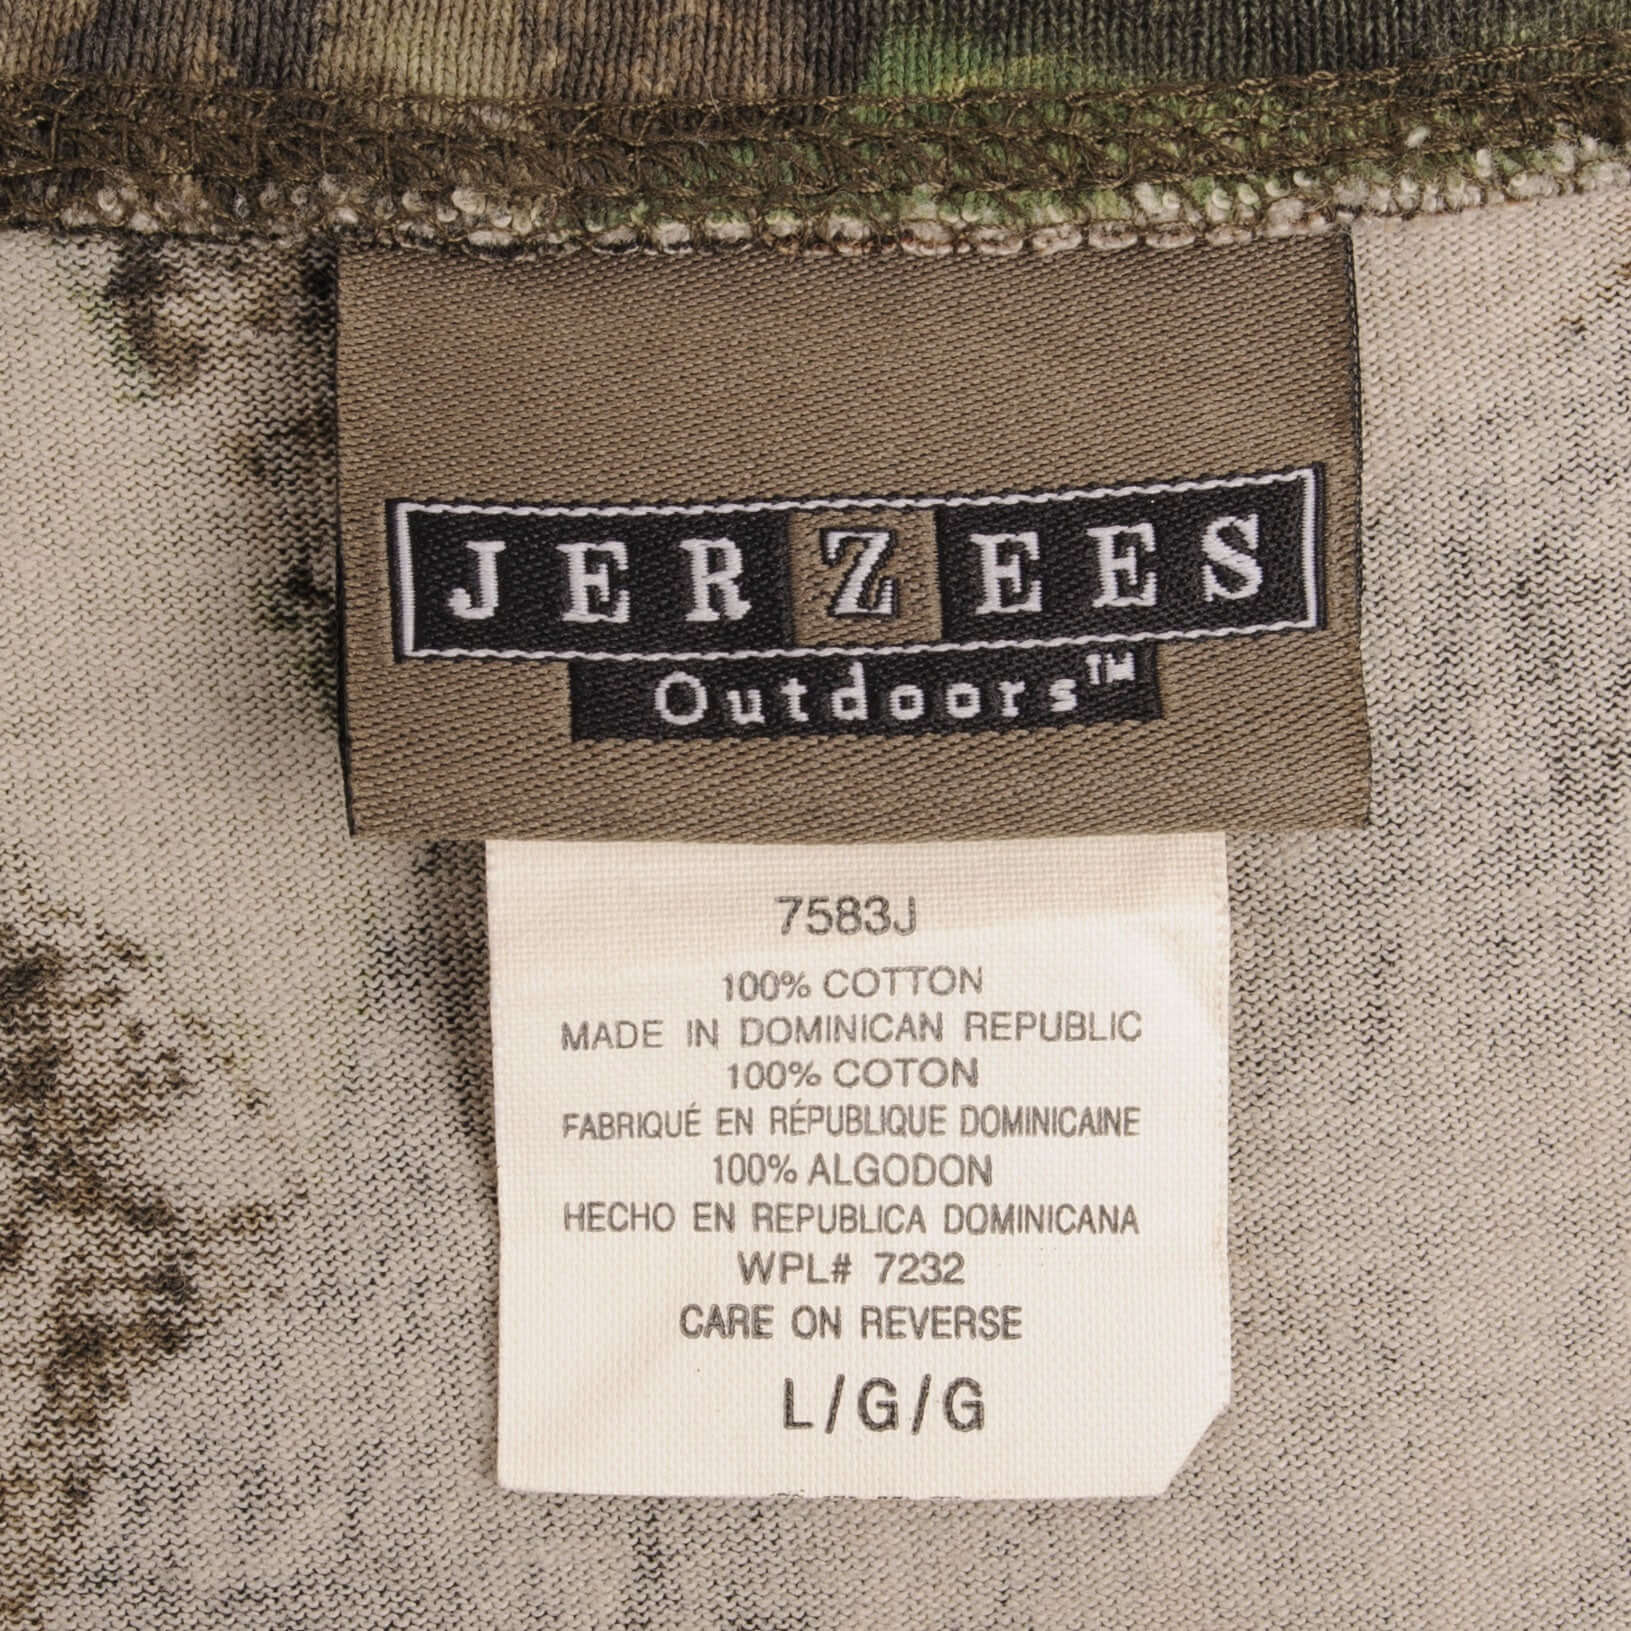 JERZEES
Outdoors™
7583J
100% COTTON
MADE IN DOMINICAN REPUBLIC
100% COTON
FABRIQUÉ EN RÉPUBLIQUE DOMINICAINE
100% ALGODON
HECHO EN REPUBLICA DOMINICANA
WPL# 7232
CARE ON REVERSE
L/G/G